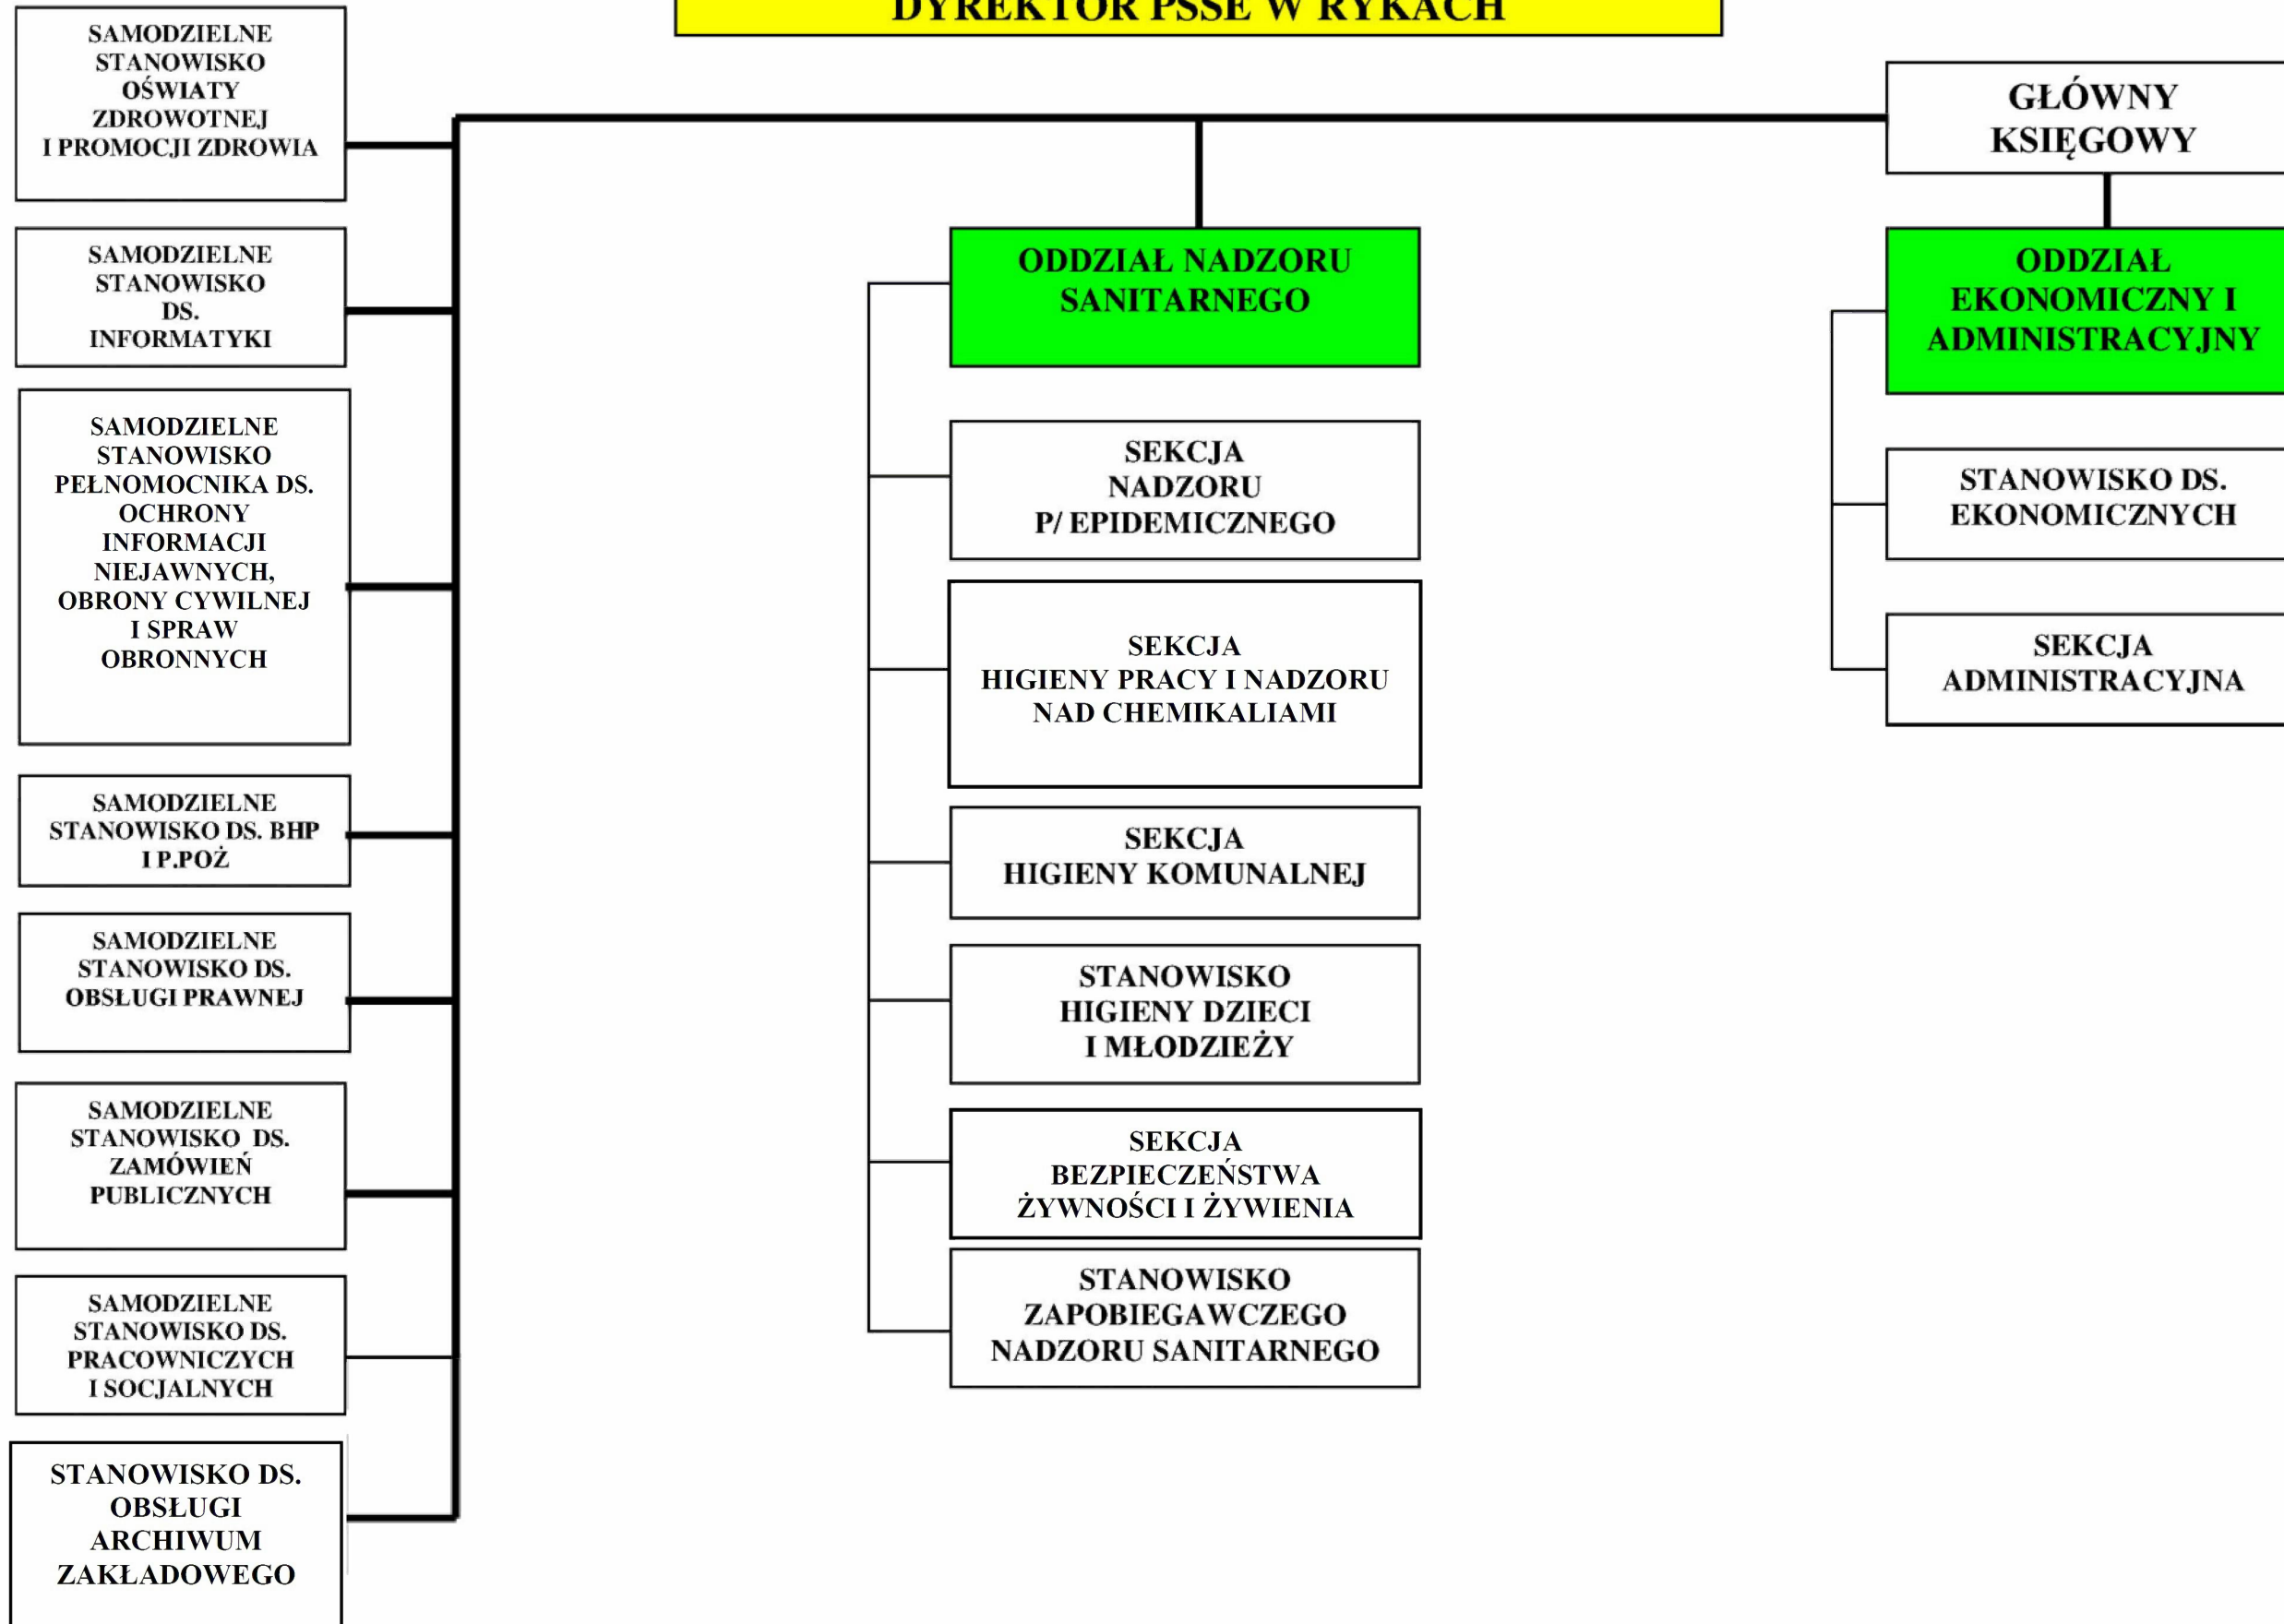 DYREKTOR PSSE W RYKACH
SAMODZIELNE
STANOWISKO
OŚWIATY
ZDROWOTNEJ
I PROMOCJI ZDROWIA
SAMODZIELNE
STANOWISKO
DS.
INFORMATYKI
SAMODZIELNE
STANOWISKO
PEŁNOMOCNIKA DS.
OCHRONY
INFORMACJI
NIEJAWNYCH,
OBRONY CYWILNEJ
I SPRAW
OBRONNYCH
SAMODZIELNE
STANOWISKO DS. BHP
I P.POŻ
SAMODZIELNE
STANOWISKO DS.
OBSŁUGI PRAWNEJ
SAMODZIELNE
STANOWISKO DS.
ZAMÓWIEŃ
PUBLICZNYCH
SAMODZIELNE
STANOWISKO DS.
PRACOWNICZYCH
I SOCJALNYCH
STANOWISKO DS.
OBSŁUGI
ARCHIWUM
ZAKŁADOWEGO
ODDZIAŁ NADZORU
SANITARNEGO
SEKCJA
NADZORU
P/ EPIDEMICZNEGO
SEKCJA
HIGIENY PRACY I NADZORU
NAD CHEMIKALIAMI
SEKCJA
HIGIENY KOMUNALNEJ
STANOWISKO
HIGIENY DZIECI
I MŁODZIEŻY
SEKCJA
BEZPIECZEŃSTWA
ŻYWNOŚCI I ŻYWIENIA
STANOWISKO
ZAPOBIEGAWCZEGO
NADZORU SANITARNEGO
GŁÓWNY
KSIĘGOWY
ODDZIAŁ
EKONOMICZNY I
ADMINISTRACYJNY
STANOWISKO DS.
EKONOMICZNYCH
SEKCJA
ADMINISTRACYJNA